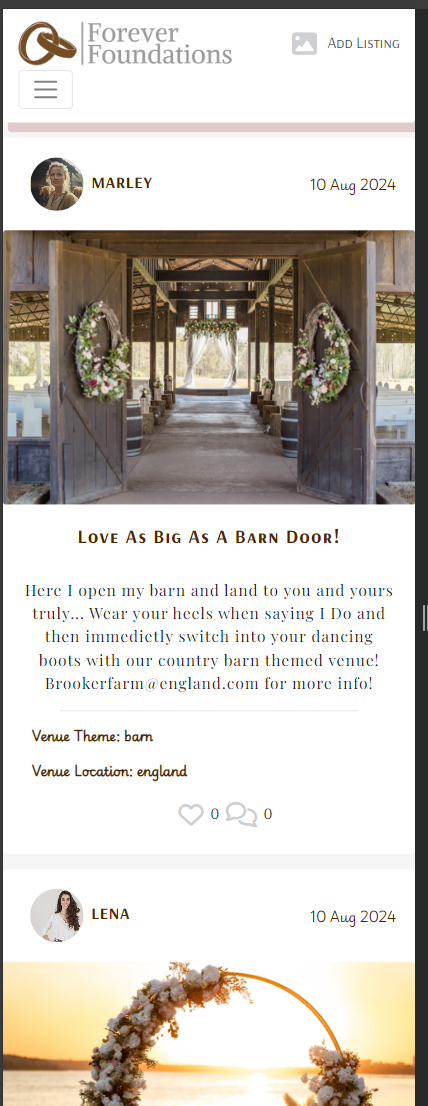 Forever
Foundations
Add Listing
MARLEY
10 Aug 2024
Love As Big As A Barn Door!
Here I open my barn and land to you and yours
truly... Wear your heels when saying I Do and
then immedietly switch into your dancing
boots with our country barn themed venue!
Brookerfarm@england.com for more info!
Venue Theme: barn
Venue Location: england
0 0
LENA
10 Aug 2024